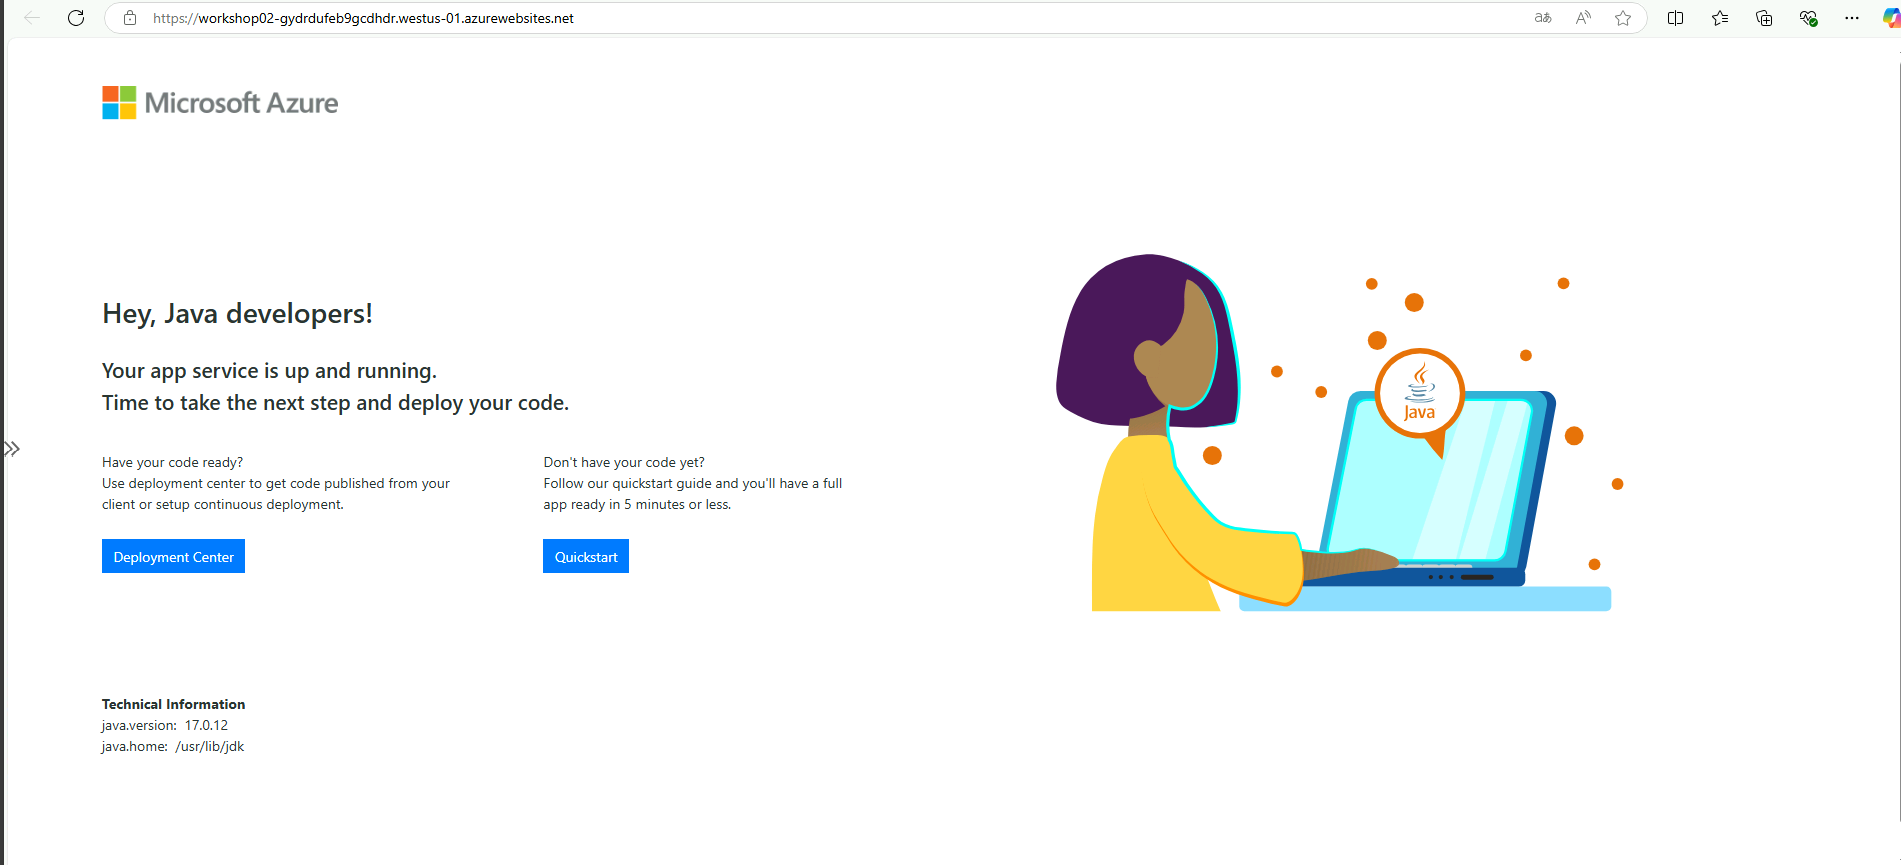 https://workshop02-gydrdufeb9gcdhdr.westus-01.azurewebsites.net
aあ
A
Microsoft Azure
Hey, Java developers!
Your app service is up and running.
Time to take the next step and deploy your code.
Have your code ready?
Use deployment center to get code published from your
client or setup continuous deployment.
Deployment Center
Don't have your code yet?
Follow our quickstart guide and you'll have a full
app ready in 5 minutes or less.
Quickstart
Java
Technical Information
java.version: 17.0.12
java.home: /usr/lib/jdk